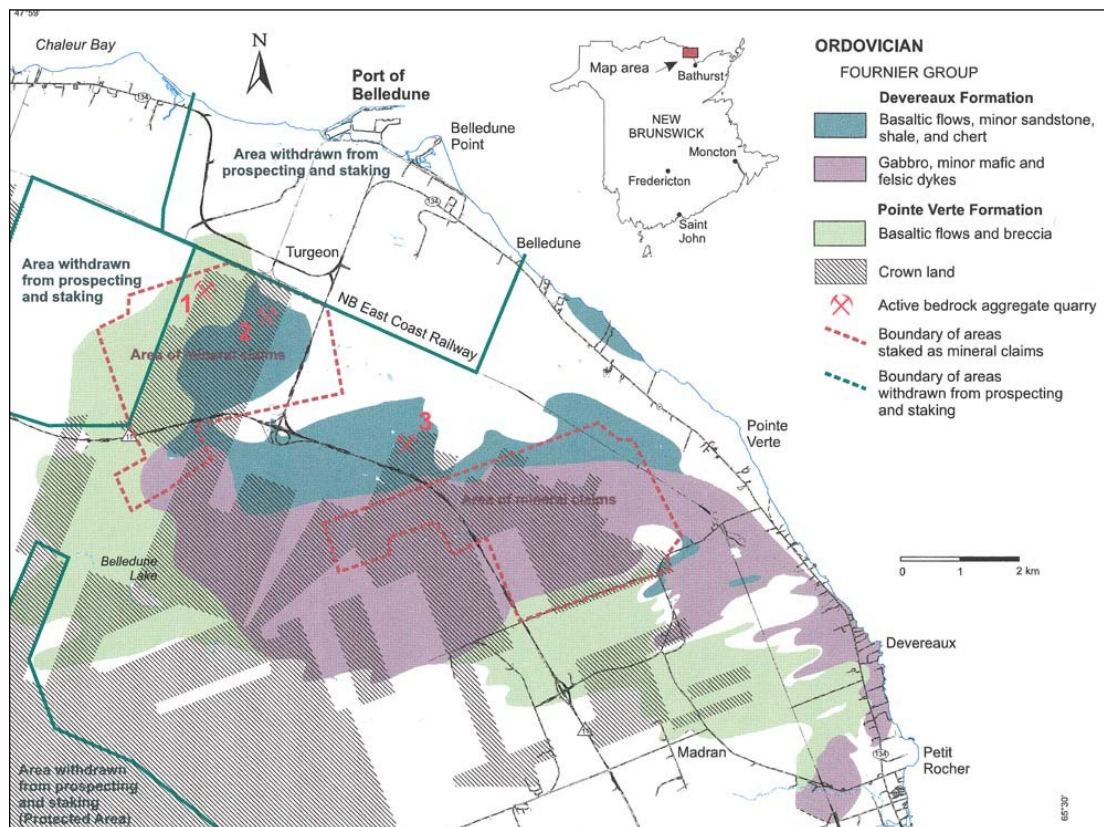 47°59'
Chaleur Bay
N
134
Port of
Belledune
Belledune
Point
Area withdrawn from
prospecting and staking
134
Turgeon
Belledune
Area withdrawn
from prospecting
and staking
1
2
NB East Coast Railway
Area of mineral claims
11
3
Pointe
Verte
Area of mineral claims
Belledune
Lake
Devereaux
11
Madran
134
Petit
Rocher
Area withdrawn
from prospecting
and staking
(Protected Area)
65°30'
Map area
Bathurst
NEW
BRUNSWICK
Moncton
Fredericton
Saint
John
ORDOVICIAN
FOURNIER GROUP
Devereaux Formation
Basaltic flows, minor sandstone,
shale, and chert
Gabbro, minor mafic and
felsic dykes
Pointe Verte Formation
Basaltic flows and breccia
Crown land
Active bedrock aggregate quarry
Boundary of areas
staked as mineral claims
Boundary of areas
withdrawn from prospecting
and staking
0 1 2 km